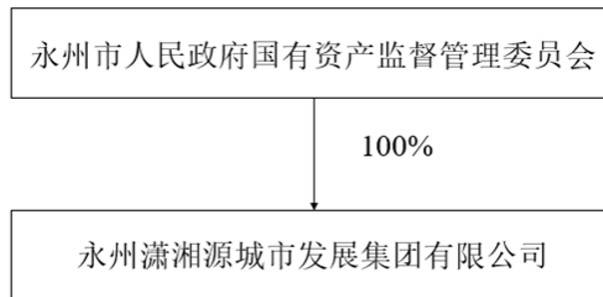 永州市人民政府国有资产监督管理委员会
100%
永州潇湘源城市发展集团有限公司